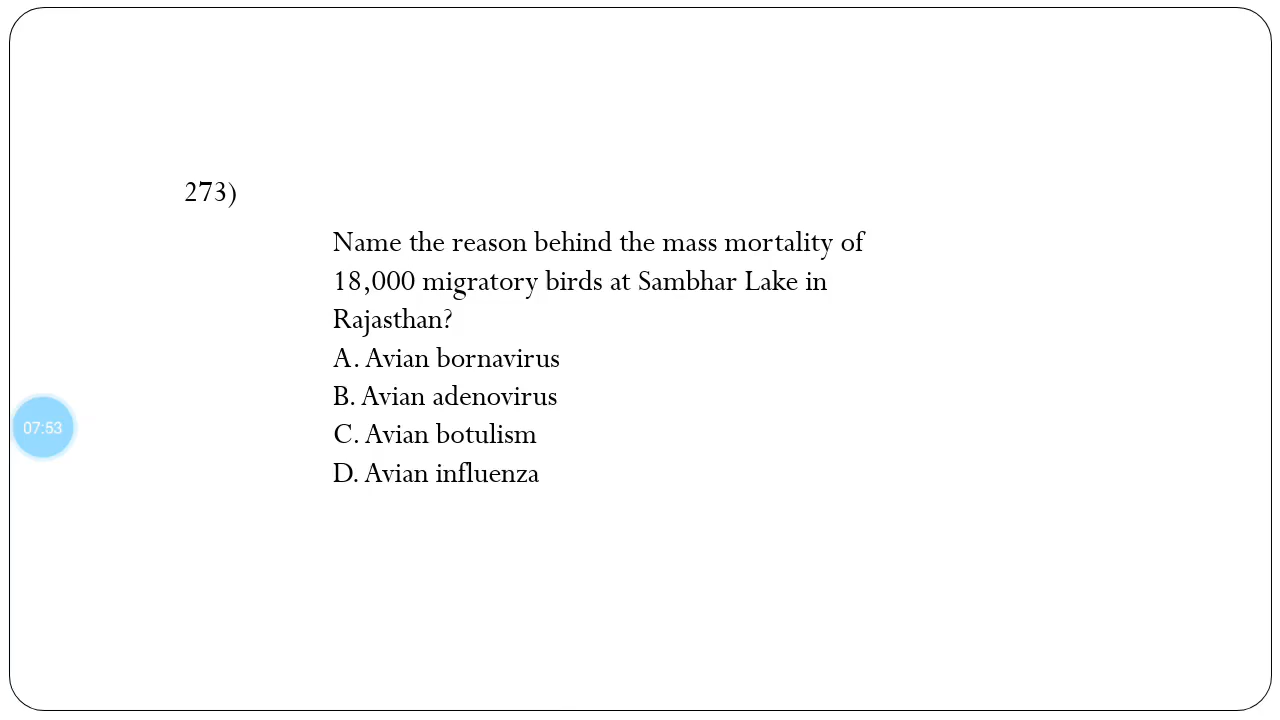 273)
Name the reason behind the mass mortality of
18,000 migratory birds at Sambhar Lake in
Rajasthan?
A. Avian bornavirus
B. Avian adenovirus
07:53
C. Avian botulism
D. Avian influenza